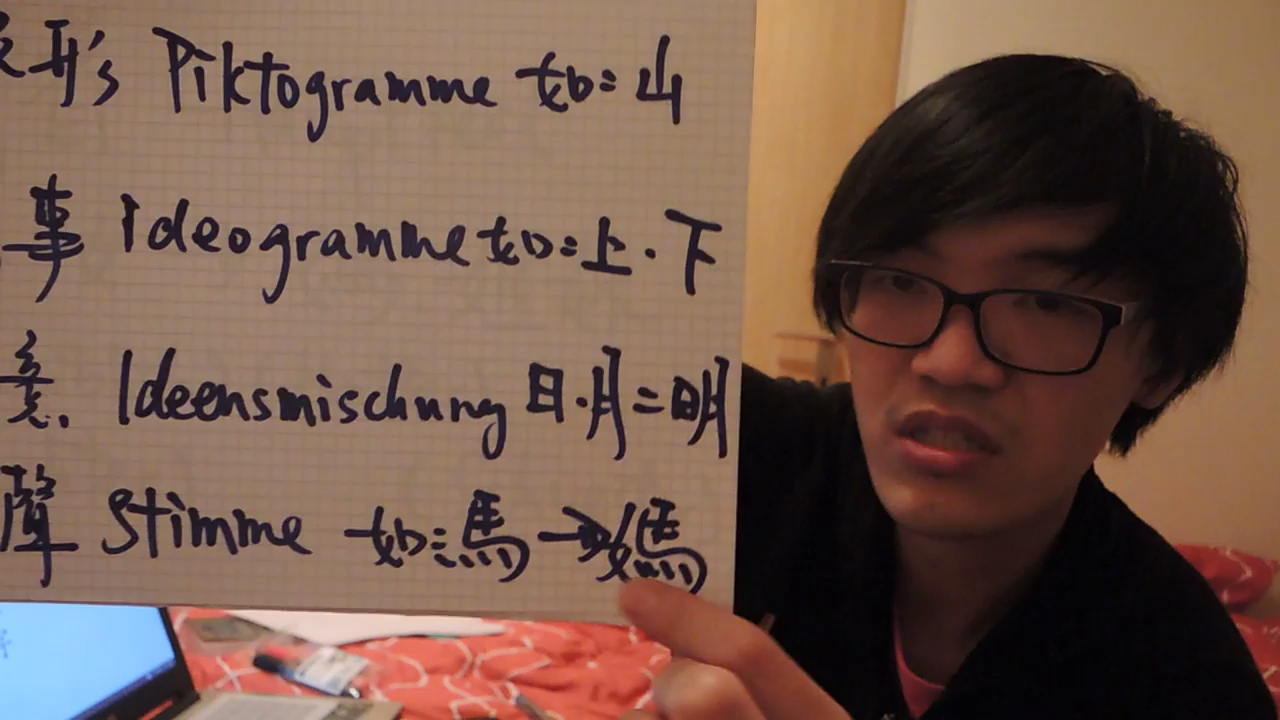 形 Piktogramme 如：山
事 Ideogramme 如：上·下
意 Ideensmischung 日·月=明
聲 Stimme 如：馬→媽